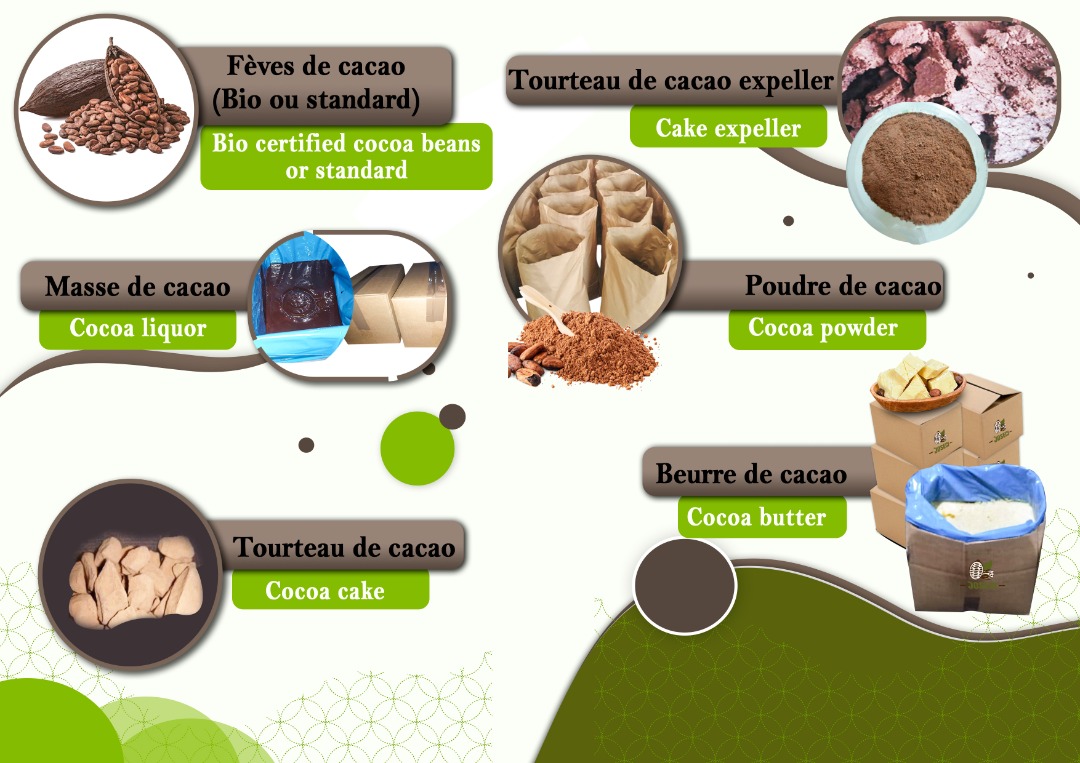 Fèves de cacao
(Bio ou standard)
Bio certified cocoa beans
or standard
Masse de cacao
Cocoa liquor
Tourteau de cacao
Cocoa cake
Tourteau de cacao expeller
Cake expeller
Poudre de cacao
Cocoa powder
Beurre de cacao
Cocoa butter